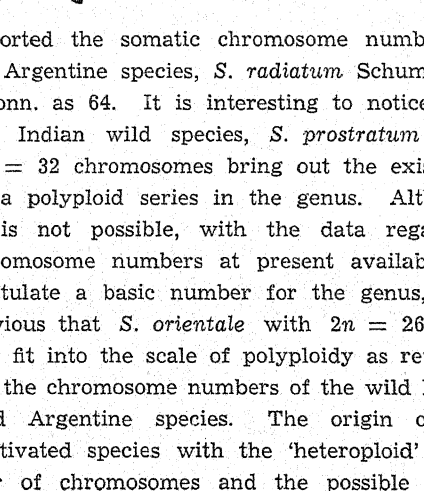 orted the somatic chromosome numb
Argentine species, S. radiatum Schum
onn. as 64. It is interesting to notice
Indian wild species, S. prostratum
= 32 chromosomes bring out the exi
a polyploid series in the genus. Alt
is not possible, with the data rega
omosome numbers at present availab
tulate a basic number for the genus,
vious that S. orientale with 2n = 26
fit into the scale of polyploidy as re
the chromosome numbers of the wild
d Argentine species. The origin o
tivated species with the 'heteroploid'
r of chromosomes and the possible